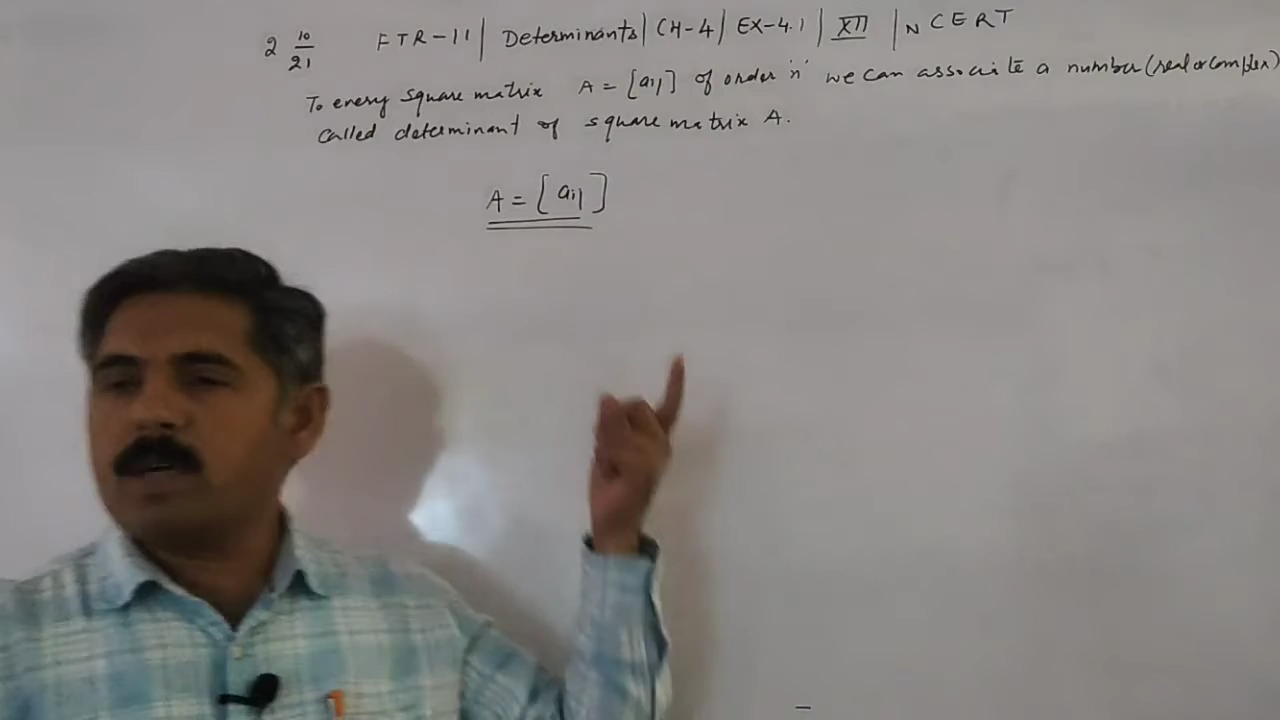 2 10/21 FTR-11 | Determinants | CH-4 | EX-4.1 | XII | NCERT
To every square matrix A = [aij] of order 'n' we can associate a number (real or complex)
called determinant of square matrix A.
A = [aij]